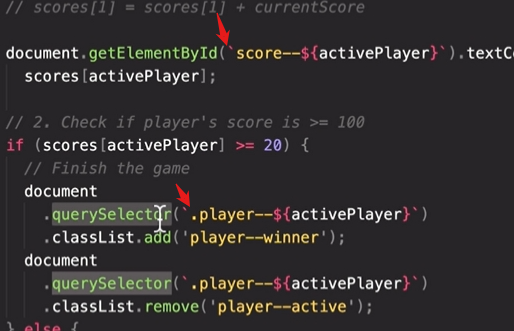 // scores[1] = scores[1] + currentScore
document.getElementById(`score--${activePlayer}`).textCo
scores[activePlayer];
// 2. Check if player's score is >= 100
if (scores[activePlayer] >= 20) {
// Finish the game
document
.querySelector(`.player--${activePlayer}`)
.classList.add('player--winner');
document
.querySelector(`.player--${activePlayer}`)
.classList.remove('player--active');
} else {